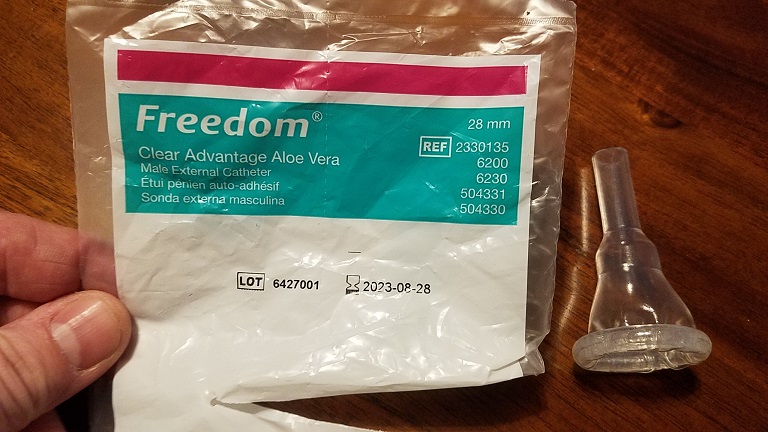 Freedom®
28 mm
Clear Advantage Aloe Vera
Male External Catheter
Étui pénien auto-adhésif
Sonda externa masculina
REF 2330135
6200
6230
504331
504330
LOT 6427001
2023-08-28